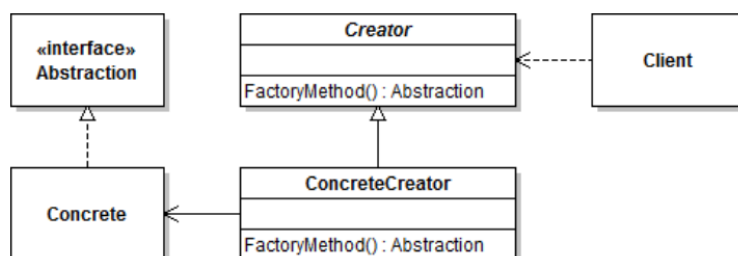 «interface»
Abstraction
Creator
FactoryMethod() : Abstraction
Client
Concrete
ConcreteCreator
FactoryMethod() : Abstraction